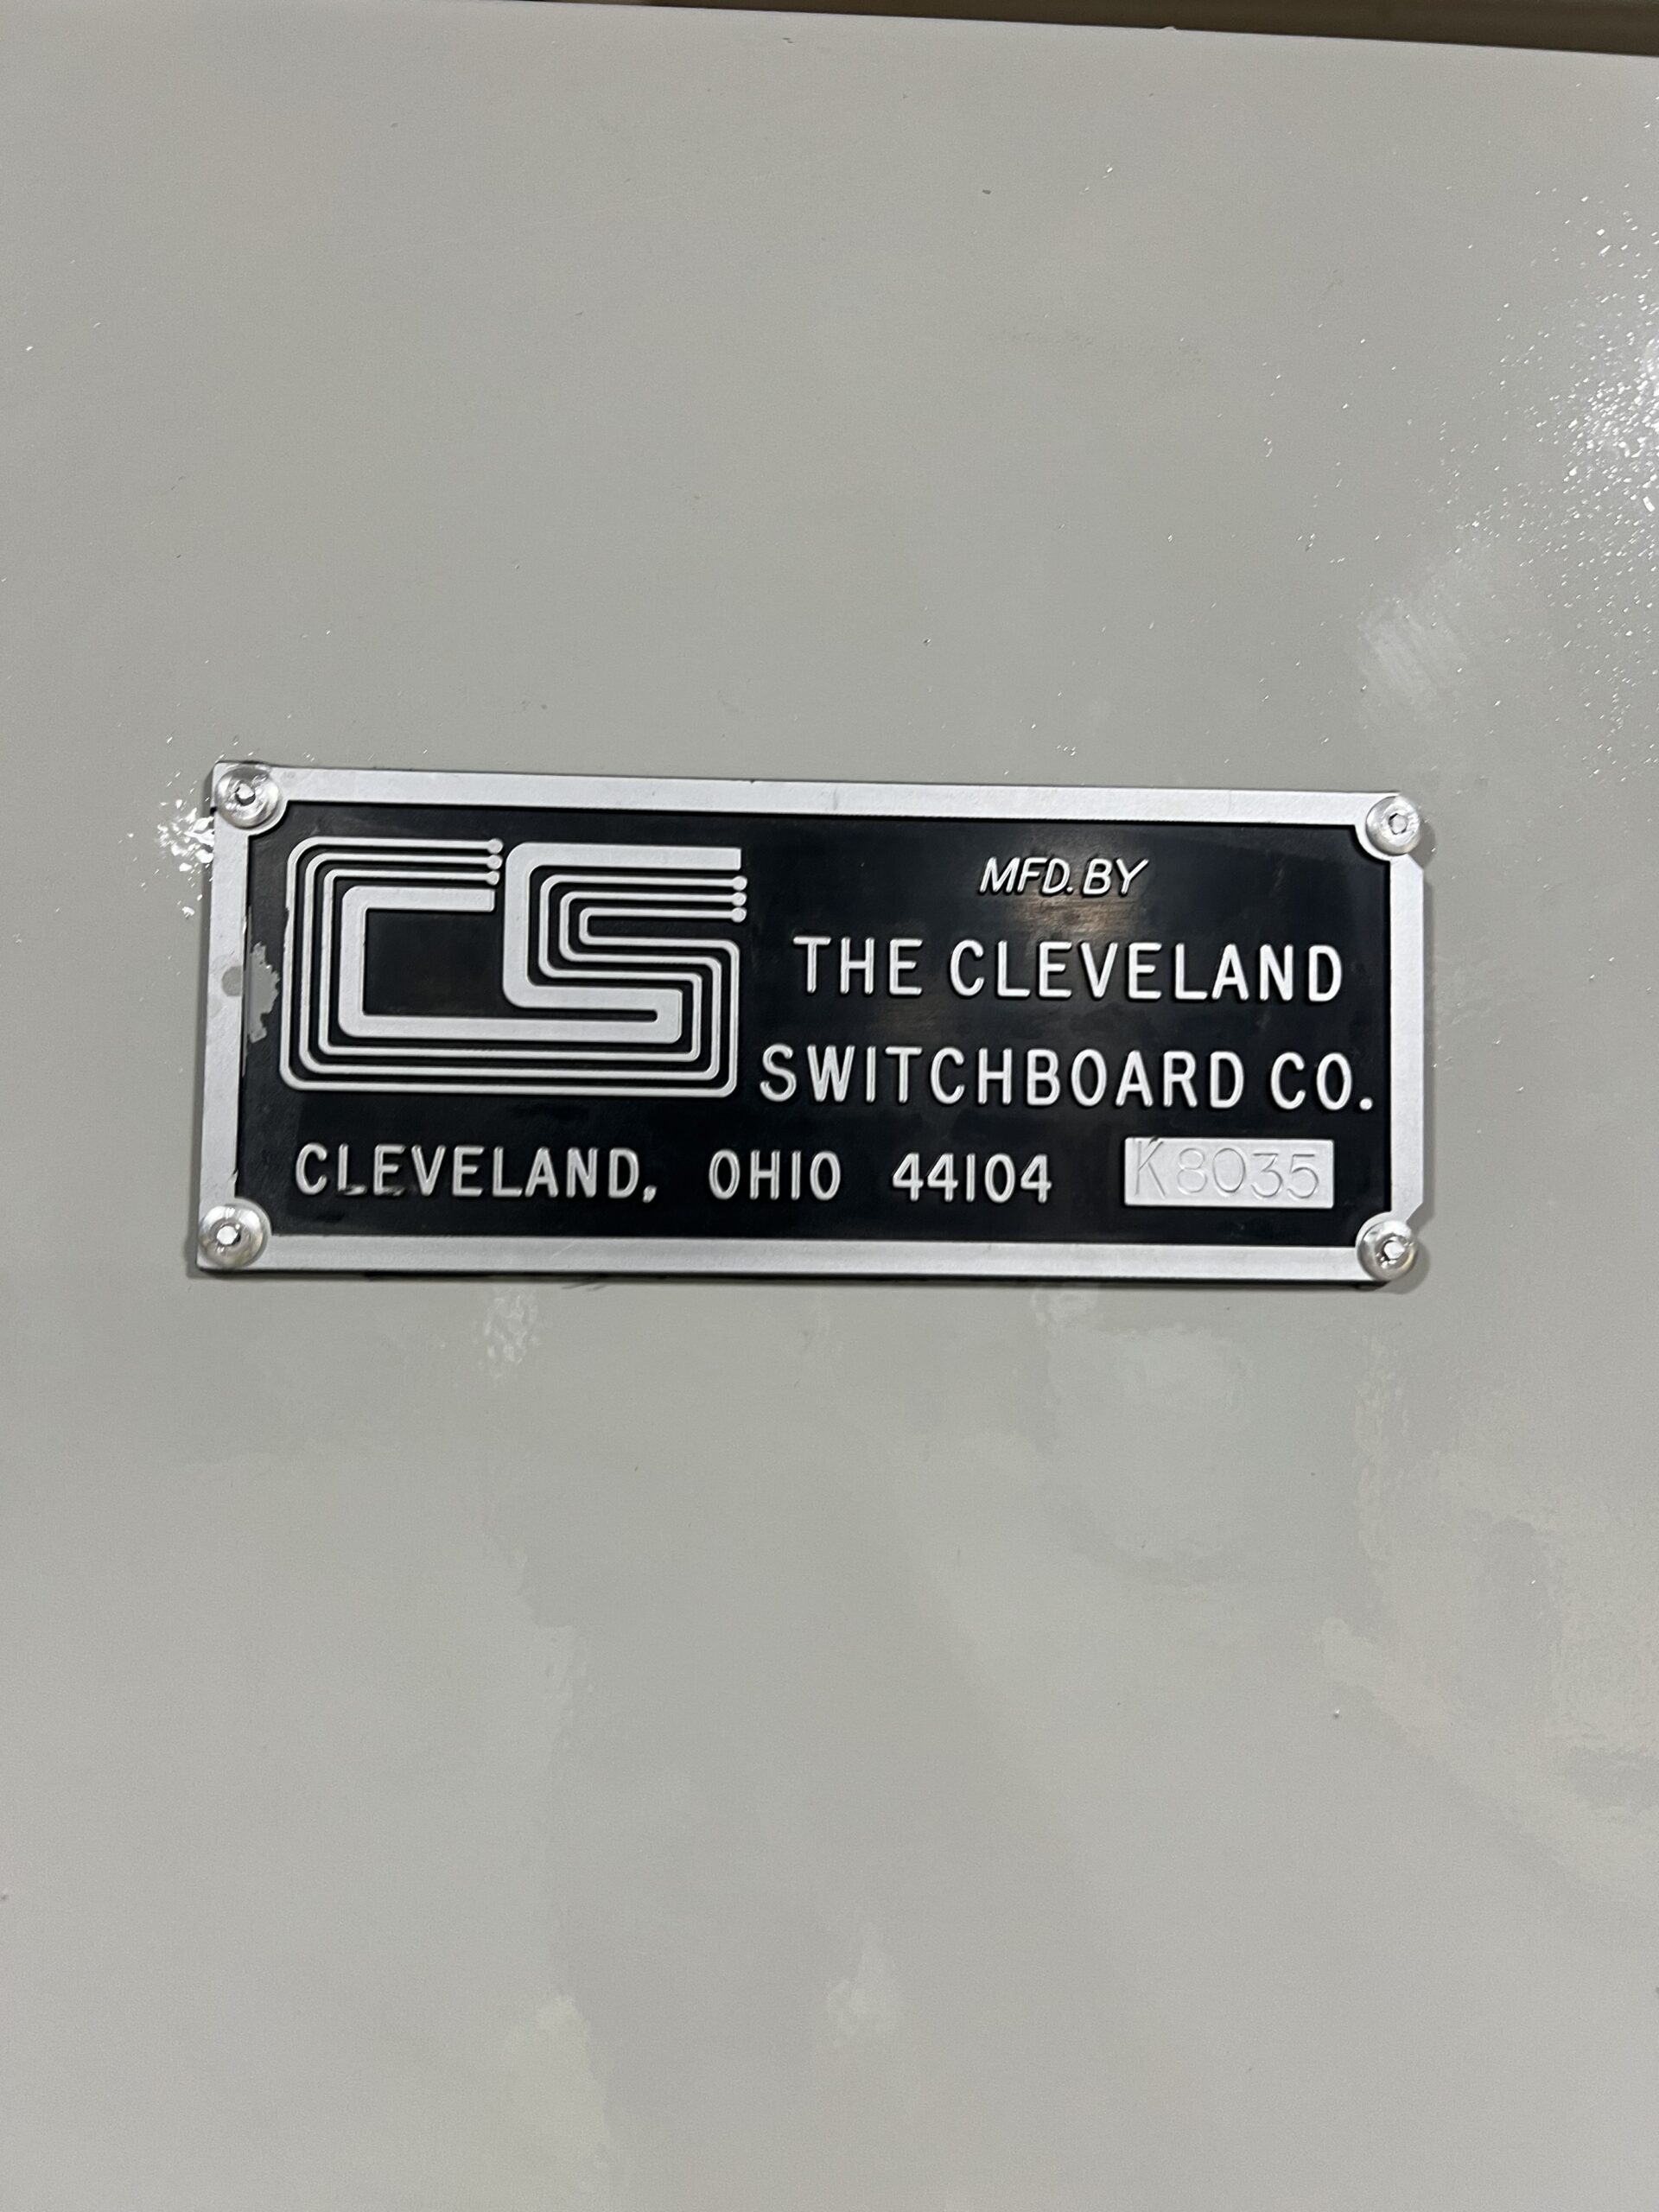 CS
MFD. BY
THE CLEVELAND
SWITCHBOARD CO.
CLEVELAND, OHIO 44104 K8035